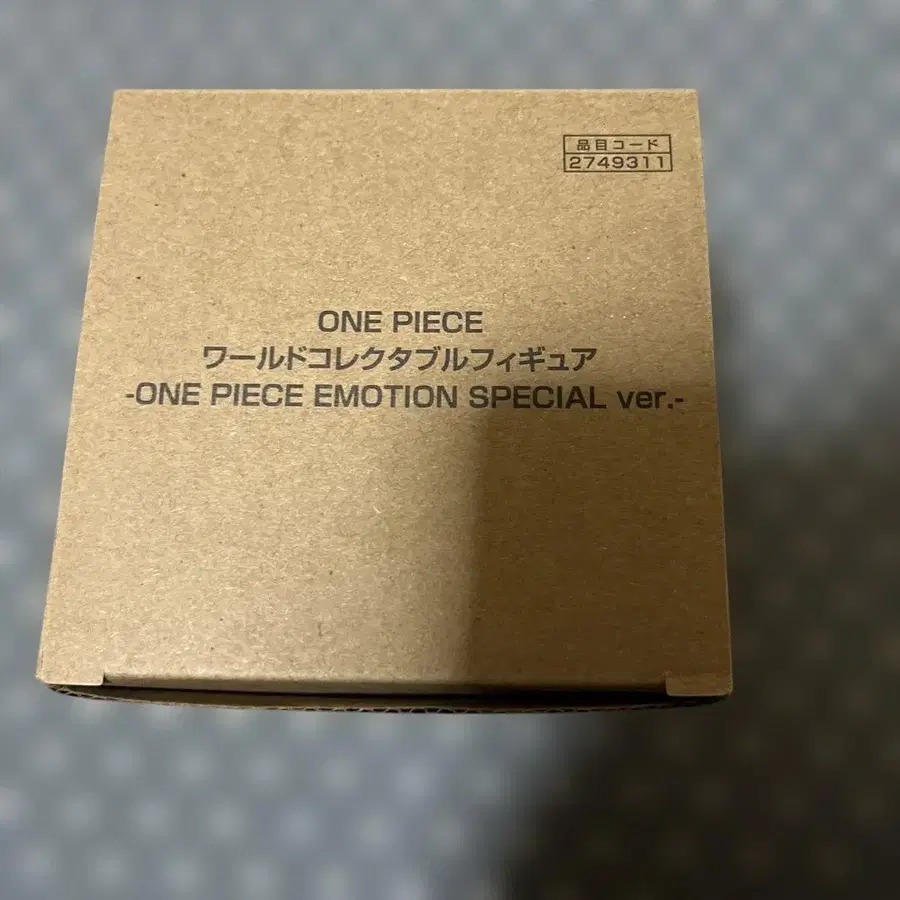 品目コード
2749311
ONE PIECE
ワールドコレクタブルフィギュア
-ONE PIECE EMOTION SPECIAL ver.-